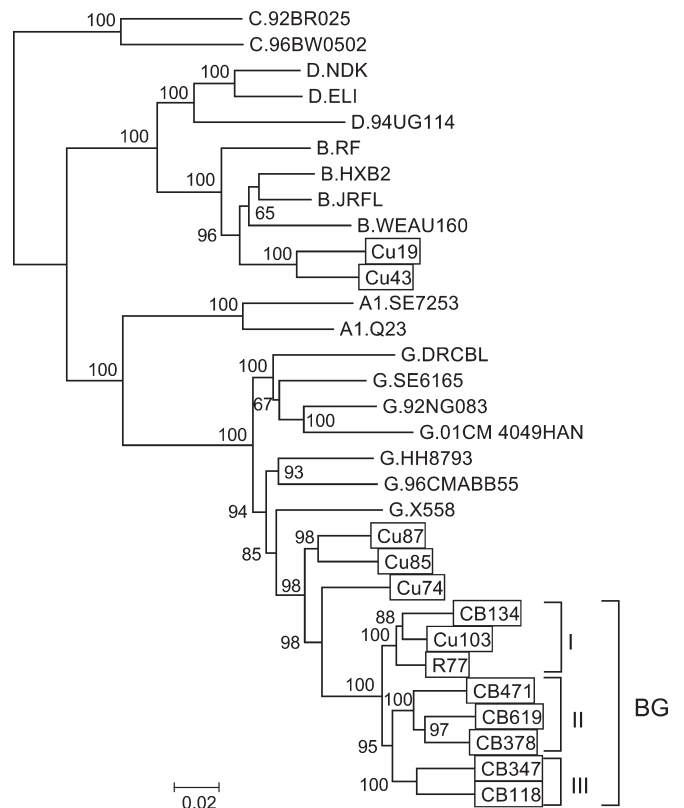 100
C.92BR025
C.96BW0502
100
D.NDK
100
D.ELI
100
D.94UG114
B.RF
100
B.HXB2
B.JRFL
65
B.WEAU160
96
100
Cu19
Cu43
100
A1.SE7253
A1.Q23
100
G.DRCBL
100
G.SE6165
67
G.92NG083
100
G.01CM 4049HAN
100
G.HH8793
93
G.96CMABB55
94
G.X558
85
98
Cu87
Cu85
98
Cu74
98
88
CB134
100
Cu103
I
R77
100
100
CB471
CB619
II
BG
97
CB378
95
CB347
100
III
CB118
0.02